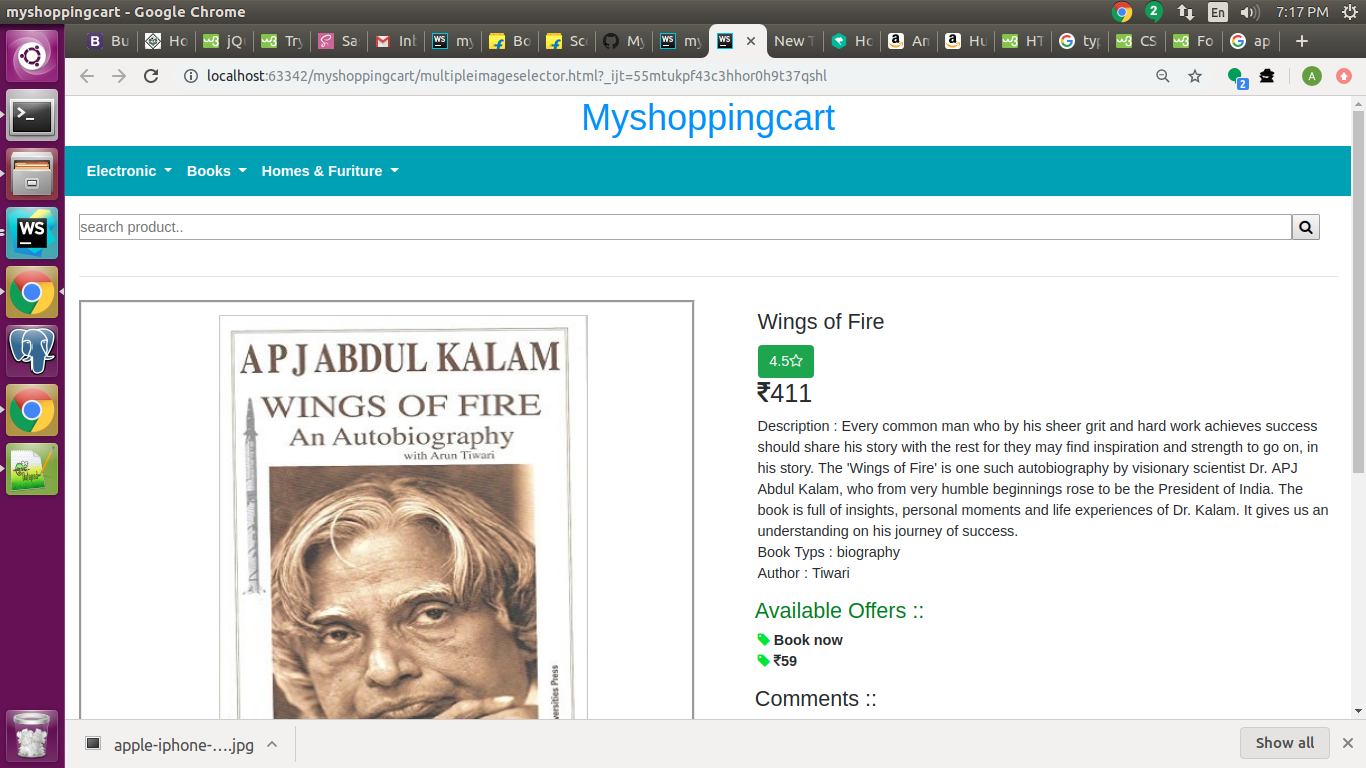 myshoppingcart - Google Chrome
2
En
7:17 PM
Bu
Ho
jQ
Try
Sa
Inb
my
Bo
Sc
My
my
New T
Ho
An
Hu
HT
typ
CS
Fo
ap
localhost:63342/myshoppingcart/multipleimageselector.html?_ijt=55mtukpf43c3hhor0h9t37qshl
2
A
Myshoppingcart
Electronic
Books
Homes & Furiture
search product..
A P J ABDUL KALAM
WINGS OF FIRE
An Autobiography
with Arun Tiwari
versities Press
Wings of Fire
4.5
₹411
Description : Every common man who by his sheer grit and hard work achieves success
should share his story with the rest for they may find inspiration and strength to go on, in
his story. The 'Wings of Fire' is one such autobiography by visionary scientist Dr. APJ
Abdul Kalam, who from very humble beginnings rose to be the President of India. The
book is full of insights, personal moments and life experiences of Dr. Kalam. It gives us an
understanding on his journey of success.
Book Typs : biography
Author : Tiwari
Available Offers ::
Book now
₹59
Comments ::
WS
apple-iphone-....jpg
Show all